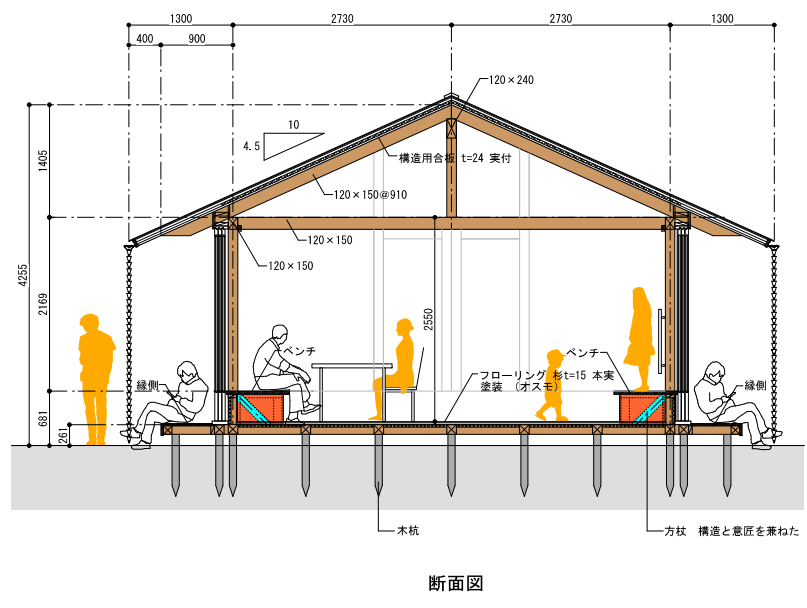 1300
2730
2730
1300
400
900
120×240
10
4.5
構造用合板 t=24 実付
1405
120×150@910
120×150
120×150
4255
2169
2550
ベンチ
ベンチ
フローリング 杉t=15 本実
塗装 (オスモ)
縁側
縁側
681
261
木杭
方杖 構造と意匠を兼ねた
断面図